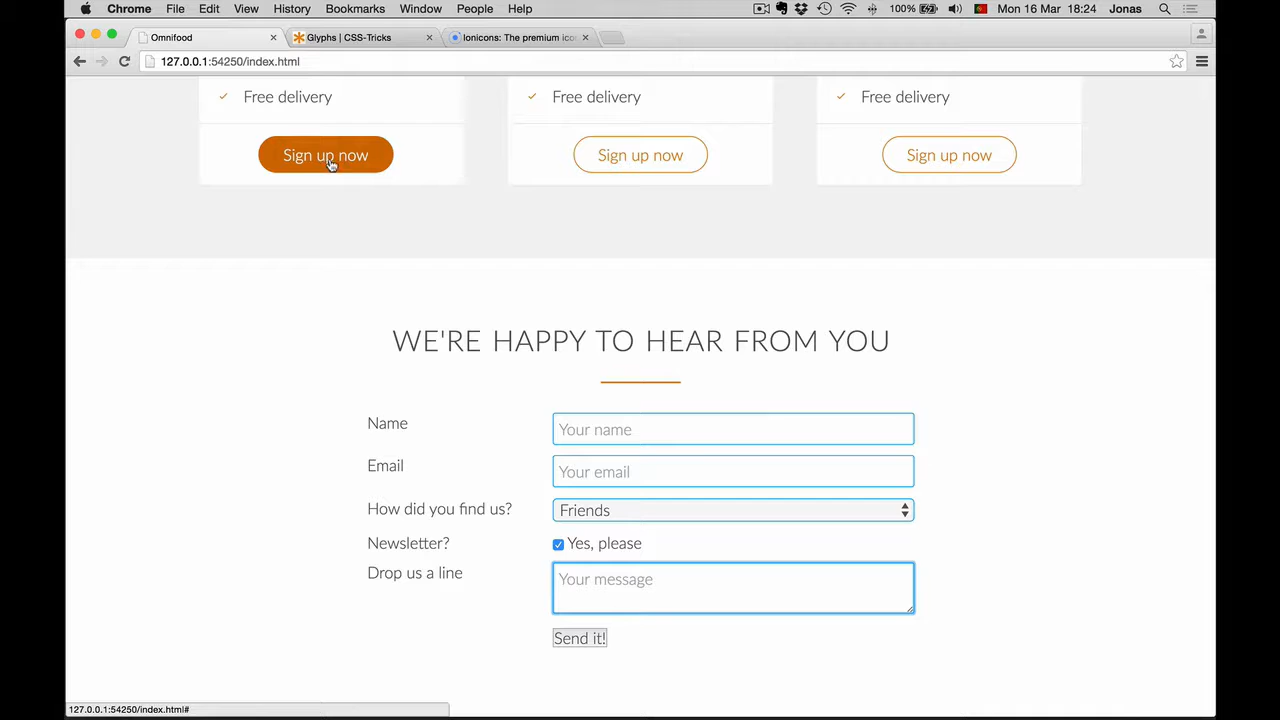 Chrome File Edit View History Bookmarks Window People Help 100% Mon 16 Mar 18:24 Jonas
Omnifood Glyphs | CSS-Tricks Ionicons: The premium ico
127.0.0.1:54250/index.html
Free delivery Free delivery Free delivery
Sign up now Sign up now Sign up now
WE'RE HAPPY TO HEAR FROM YOU
Name Your name
Email Your email
How did you find us? Friends
Newsletter? Yes, please
Drop us a line Your message
Send it!
127.0.0.1:54250/index.html#